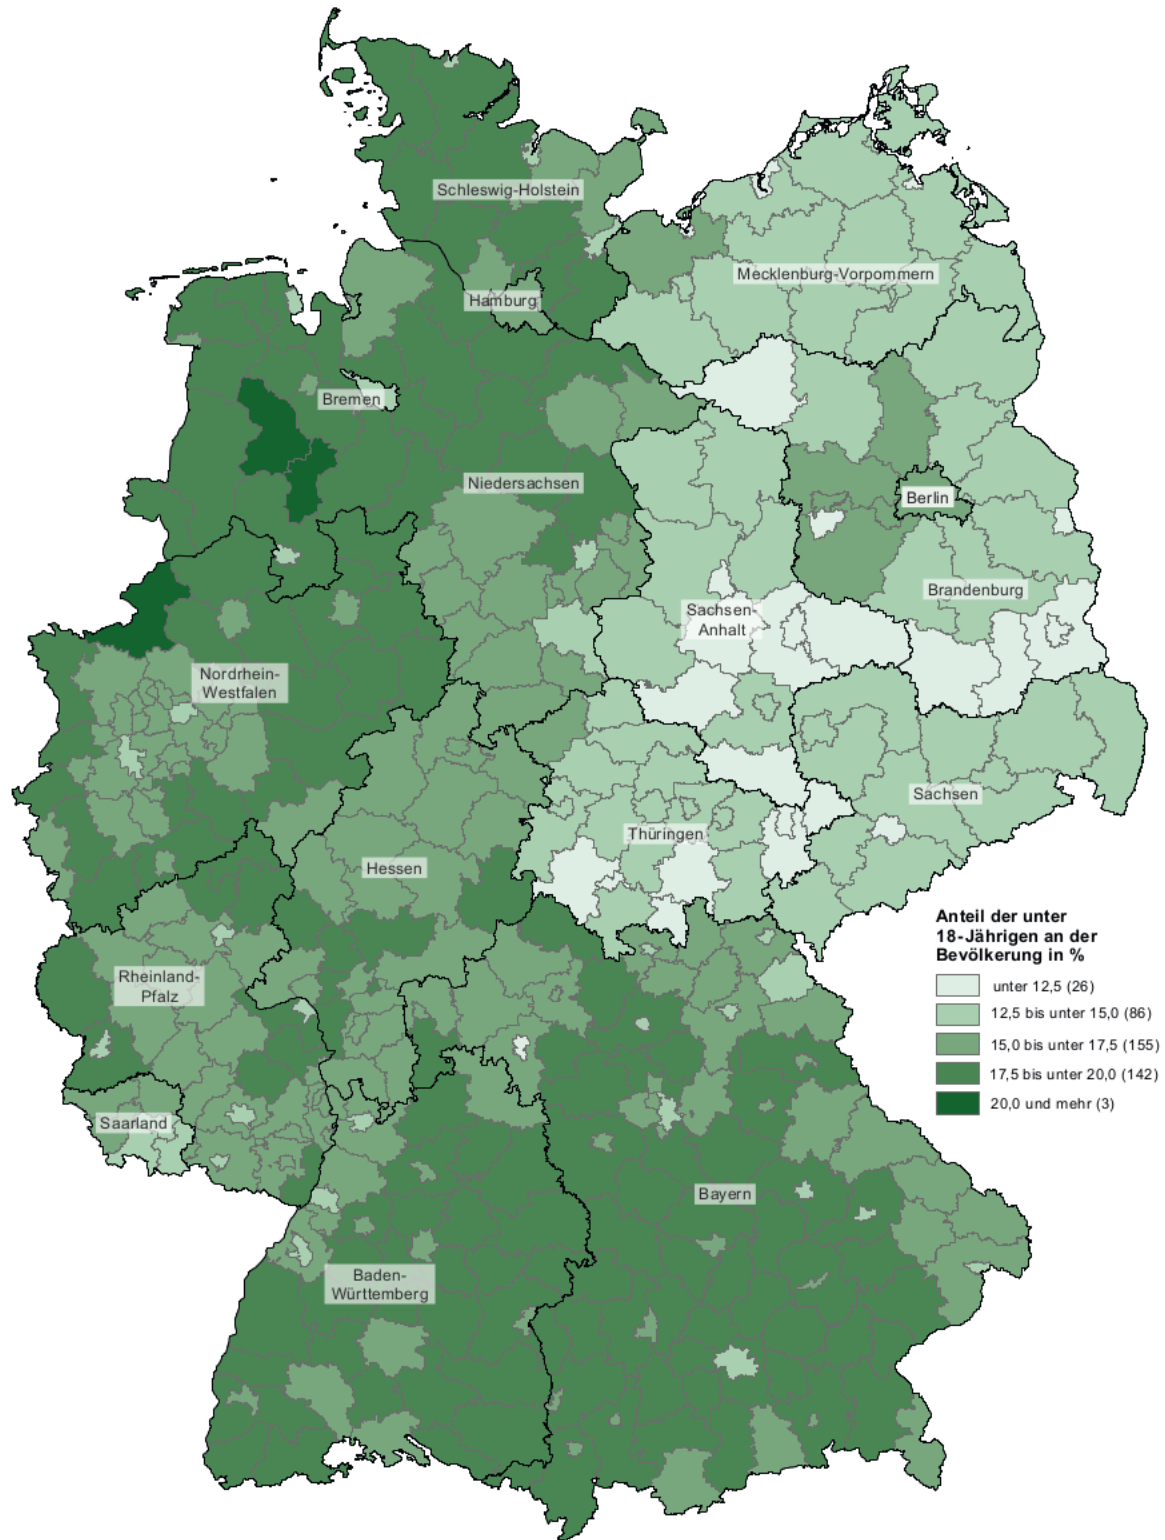 Schleswig-Holstein
Mecklenburg-Vorpommern
Hamburg
Bremen
Niedersachsen
Berlin
Brandenburg
Sachsen-
Anhalt
Nordrhein-
Westfalen
Sachsen
Thüringen
Hessen
Rheinland-
Pfalz
Saarland
Bayern
Baden-
Württemberg
Anteil der unter
18-Jährigen an der
Bevölkerung in %
unter 12,5 (26)
12,5 bis unter 15,0 (86)
15,0 bis unter 17,5 (155)
17,5 bis unter 20,0 (142)
20,0 und mehr (3)